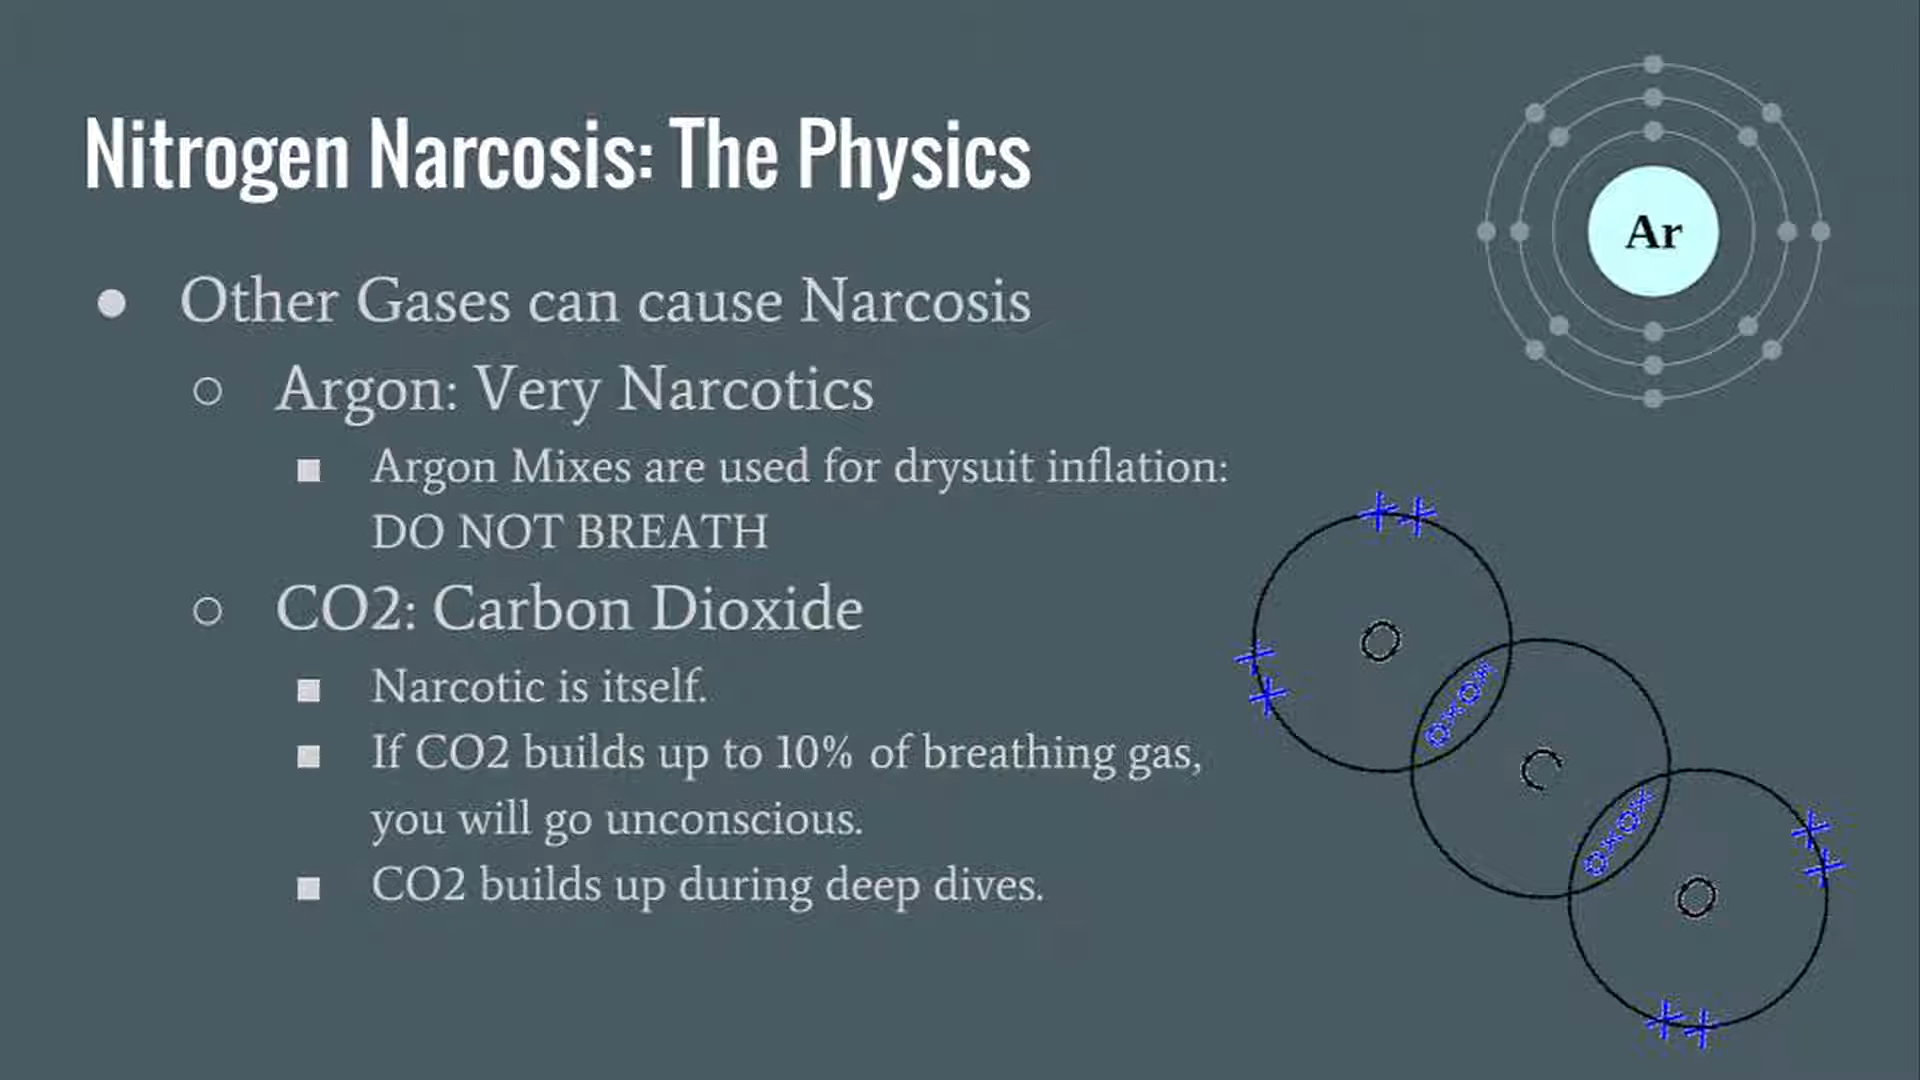 Nitrogen Narcosis: The Physics
Ar
Other Gases can cause Narcosis
Argon: Very Narcotics
Argon Mixes are used for drysuit inflation:
DO NOT BREATH
CO2: Carbon Dioxide
Narcotic is itself.
If CO2 builds up to 10% of breathing gas,
you will go unconscious.
CO2 builds up during deep dives.
O
C
O